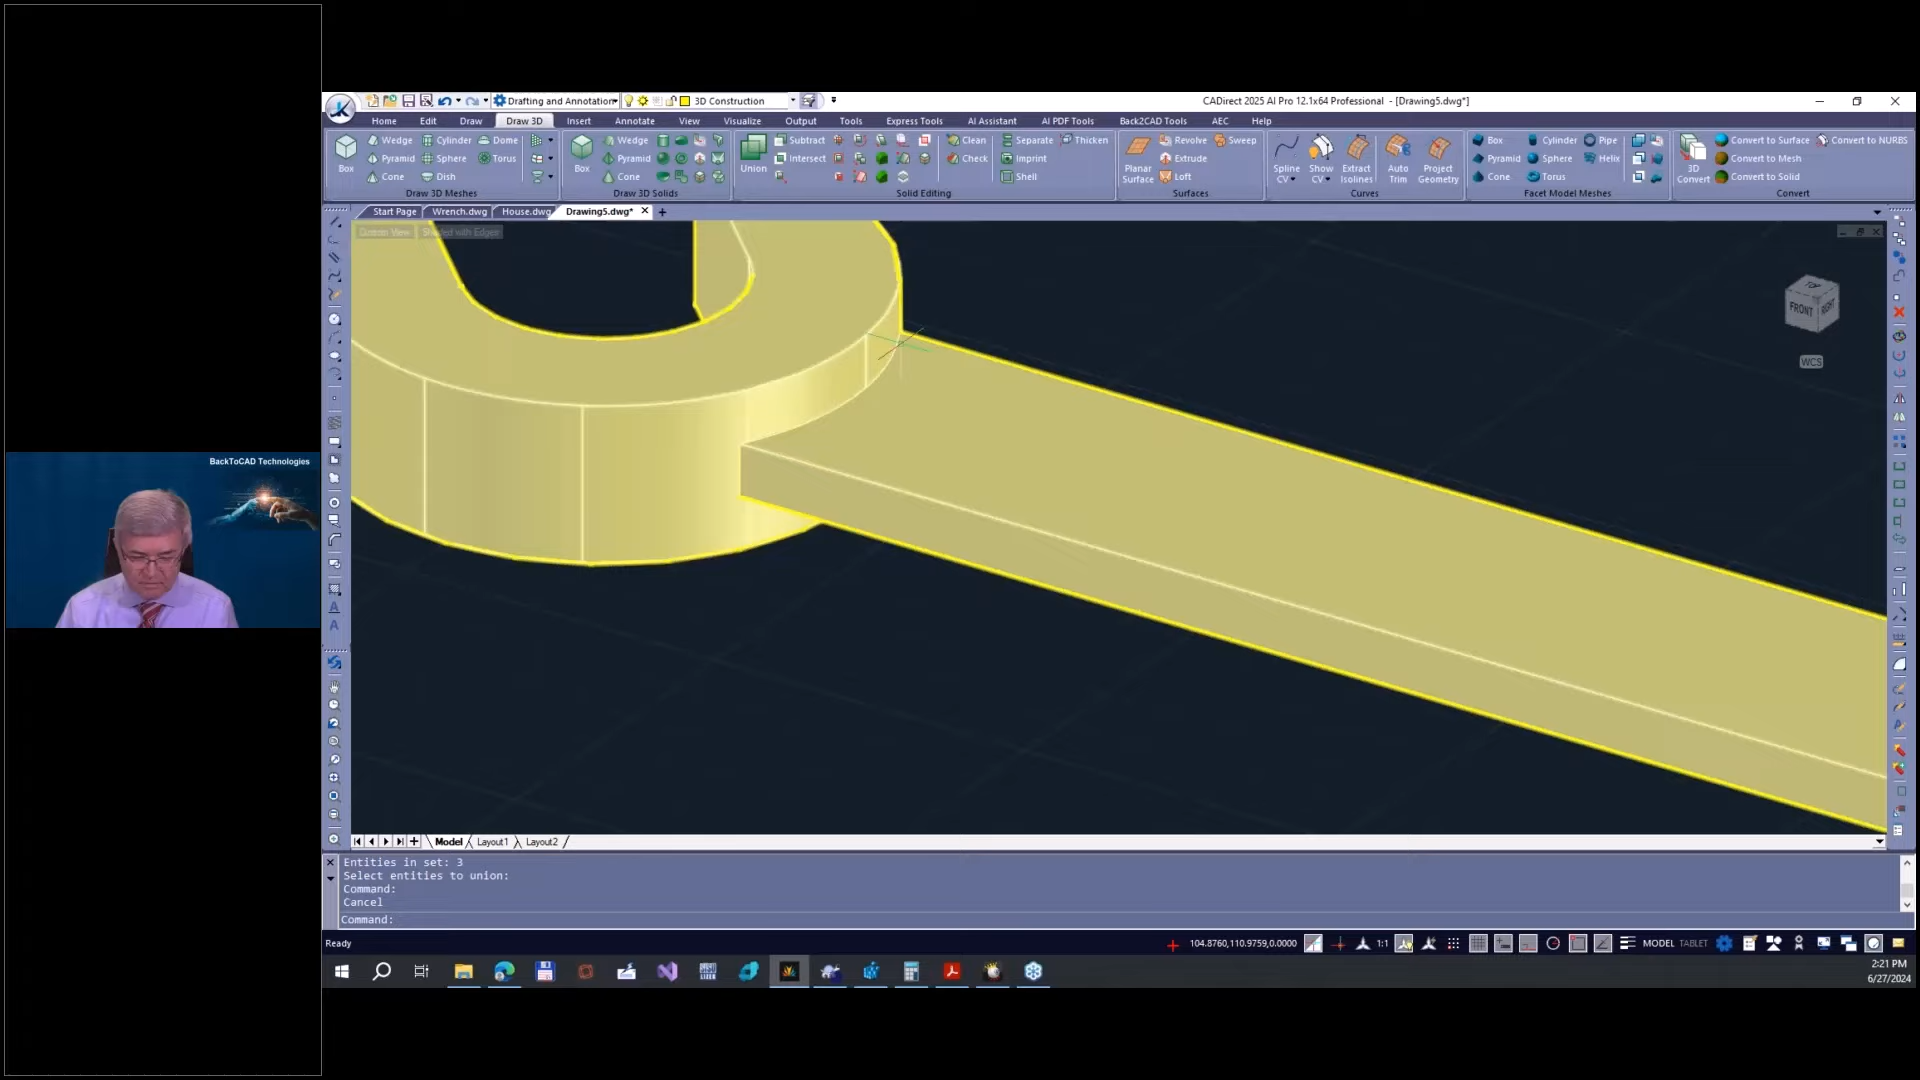 BackToCAD Technologies
Drafting and Annotation
3D Construction
CADirect 2025 AI Pro 12.1x64 Professional - [Drawing5.dwg*]
Home Edit Draw Draw 3D Insert Annotate View Visualize Output Tools Express Tools AI Assistant AI PDF Tools Back2CAD Tools AEC Help
Wedge Cylinder Dome Wedge Subtract Clean Separate Thicken Revolve Sweep Box Cylinder Pipe Convert to Surface Convert to NURBS
Pyramid Sphere Torus Pyramid Intersect Check Imprint Extrude Pyramid Sphere Helix Convert to Mesh
Box Cone Dish Box Cone Union Shell Planar Surface Loft Spline CV Show CV Extract Isolines Auto Trim Project Geometry Cone Torus 3D Convert Convert to Solid
Draw 3D Meshes Draw 3D Solids Solid Editing Surfaces Curves Facet Model Meshes Convert
Start Page Wrench.dwg House.dwg Drawing5.dwg*
Custom View Shaded with Edges
TOP
FRONT RIGHT
WCS
Model Layout1 Layout2
Entities in set: 3
Select entities to union:
Command:
Cancel
Command:
Ready
104.8760,110.9759,0.0000
1:1
MODEL TABLET
2:21 PM
6/27/2024